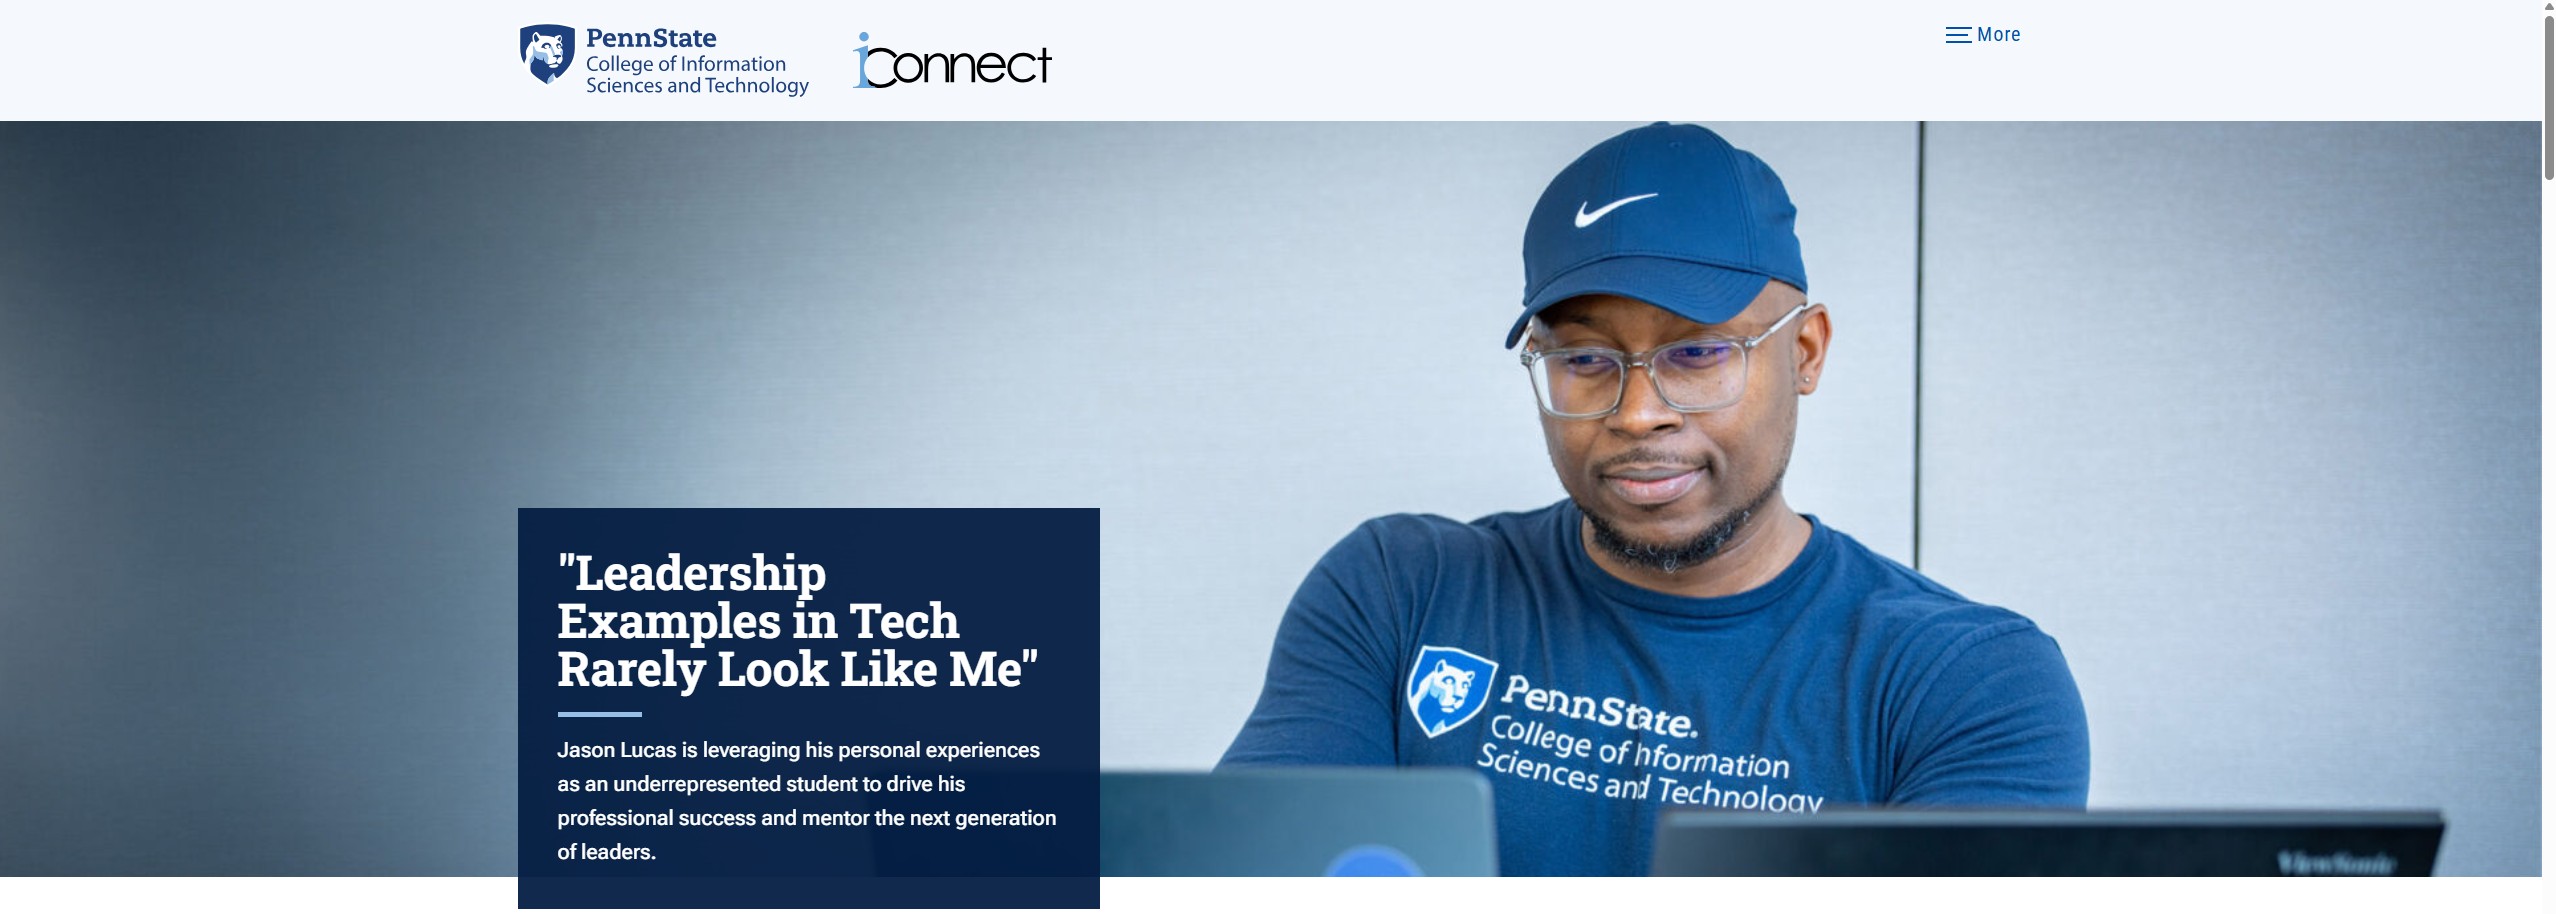 PennState
College of Information
Sciences and Technology
iConnect
More
"Leadership
Examples in Tech
Rarely Look Like Me"
Jason Lucas is leveraging his personal experiences
as an underrepresented student to drive his
professional success and mentor the next generation
of leaders.
PennState.
College of Information
Sciences and Technology
ViewSonic